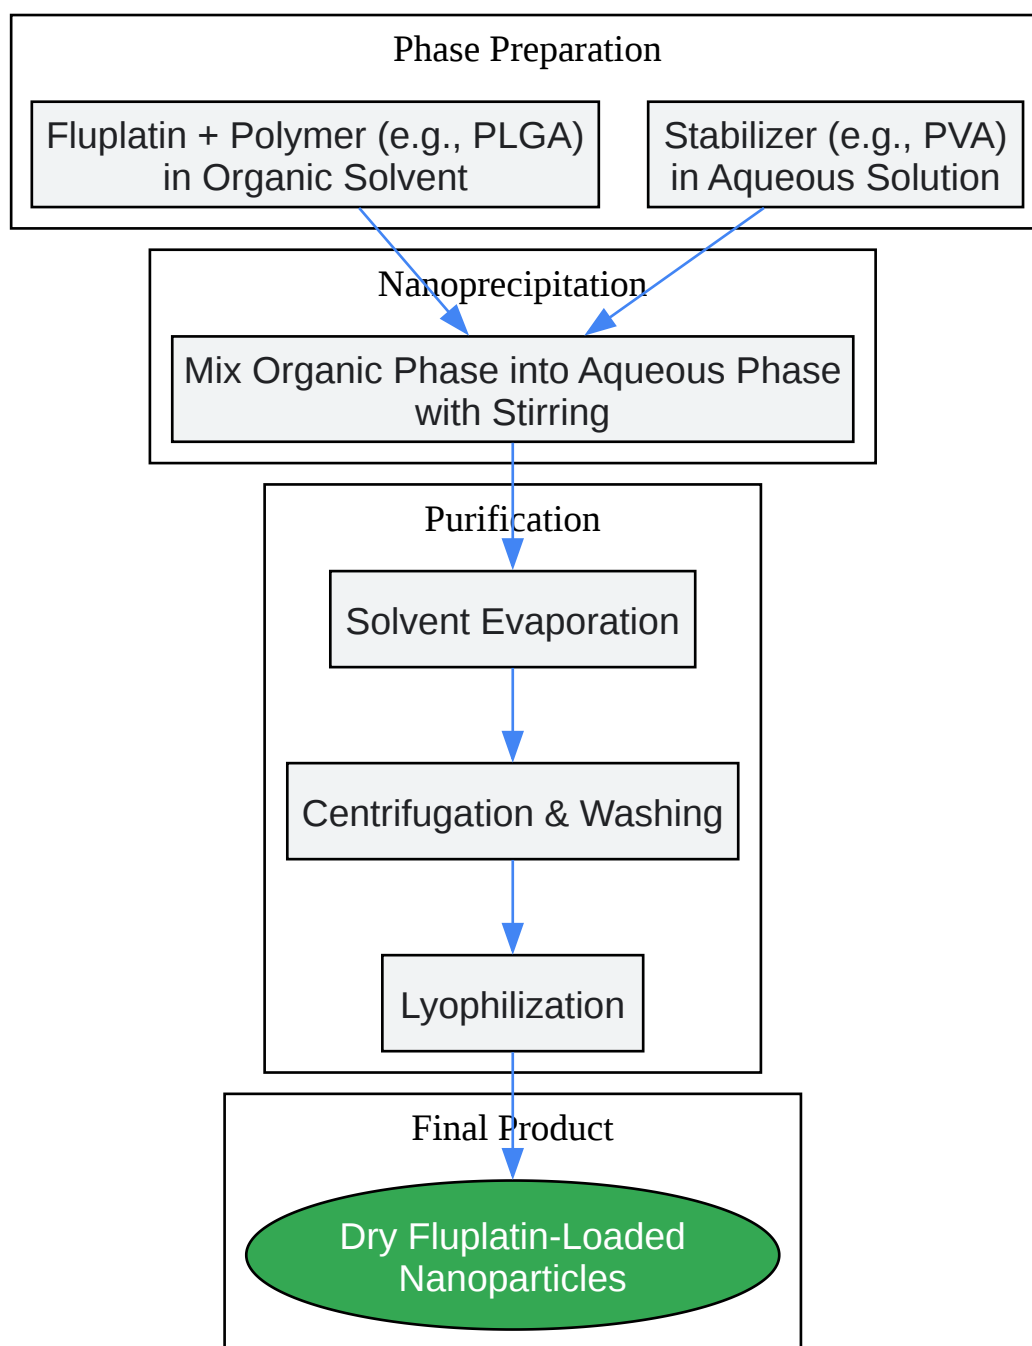 Phase Preparation
Fluplatin + Polymer (e.g., PLGA)
in Organic Solvent
Stabilizer (e.g., PVA)
in Aqueous Solution
Nanoprecipitation
Mix Organic Phase into Aqueous Phase
with Stirring
Purification
Solvent Evaporation
Centrifugation & Washing
Lyophilization
Final Product
Dry Fluplatin-Loaded
Nanoparticles